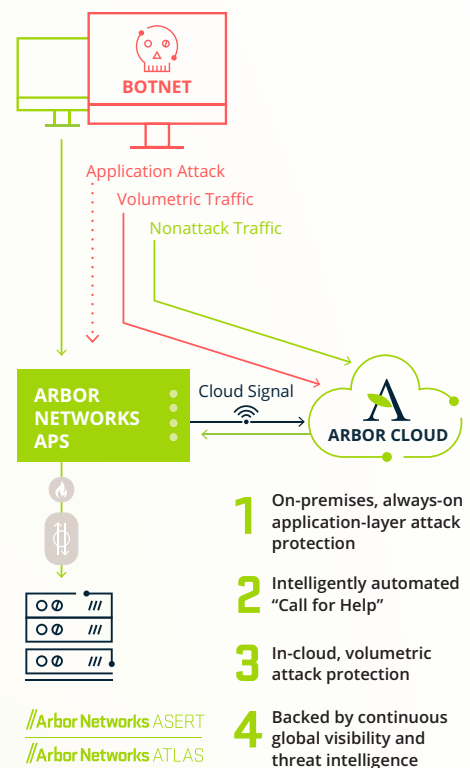 BOTNET
Application Attack
Volumetric Traffic
Nonattack Traffic
ARBOR
NETWORKS
APS
Cloud Signal
A
ARBOR CLOUD
1
On-premises, always-on
application-layer attack
protection
2
Intelligently automated
“Call for Help”
3
In-cloud, volumetric
attack protection
4
Backed by continuous
global visibility and
threat intelligence
//Arbor Networks ASERT
//Arbor Networks ATLAS